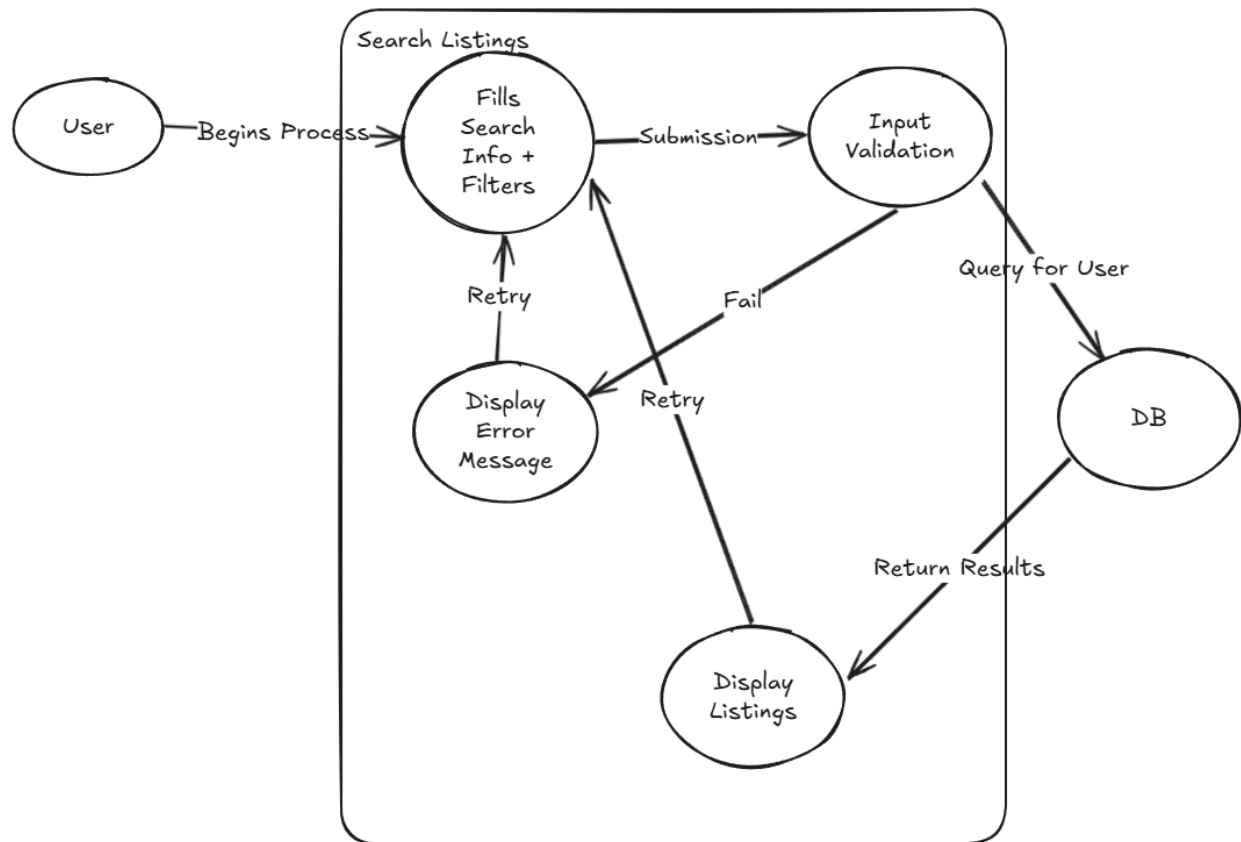 Search Listings
User
Begins Process
Fills
Search
Info +
Filters
Submission
Input
Validation
Query for User
Fail
Retry
Retry
Display
Error
Message
DB
Return Results
Display
Listings